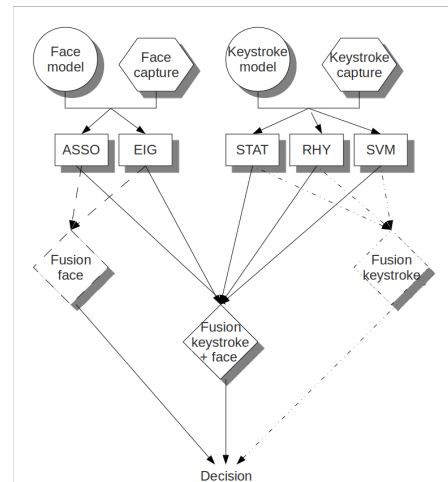 Face
model
Face
capture
Keystroke
model
Keystroke
capture
ASSO
EIG
STAT
RHY
SVM
Fusion
face
Fusion
keystroke
Fusion
keystroke
+ face
Decision